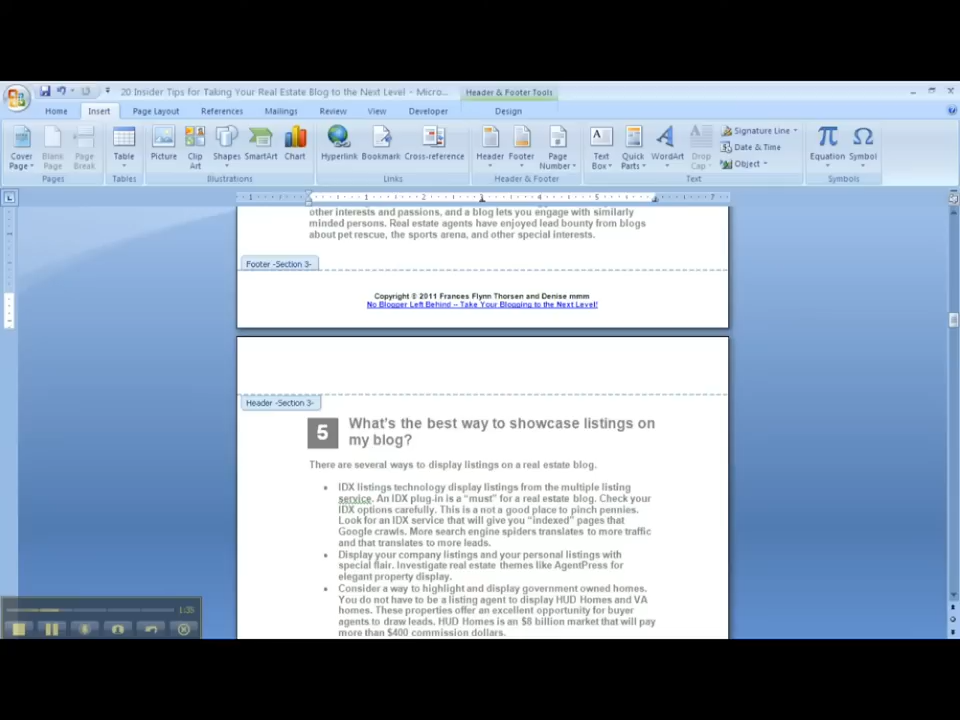 20 Insider Tips for Taking Your Real Estate Blog to the Next Level - Micro...
Header & Footer Tools
Home Insert Page Layout References Mailings Review View Developer Design
Cover Page Blank Page Page Break Table Picture Clip Art Shapes SmartArt Chart Hyperlink Bookmark Cross-reference Header Footer Page Number Text Box Quick Parts WordArt Drop Cap Signature Line Date & Time Object Equation Symbol
Pages Tables Illustrations Links Header & Footer Text Symbols
1 1 2 3 4 5 7
other interests and passions, and a blog lets you engage with similarly
minded persons. Real estate agents have enjoyed lead bounty from blogs
about pet rescue, the sports arena, and other special interests.
Footer -Section 3-
Copyright © 2011 Frances Flynn Thorsen and Denise mmm
No Blogger Left Behind – Take Your Blogging to the Next Level!
Header -Section 3-
5 What's the best way to showcase listings on
my blog?
There are several ways to display listings on a real estate blog.
• IDX listings technology display listings from the multiple listing
service. An IDX plug-in is a “must” for a real estate blog. Check your
IDX options carefully. This is a not a good place to pinch pennies.
Look for an IDX service that will give you “indexed” pages that
Google crawls. More search engine spiders translates to more traffic
and that translates to more leads.
• Display your company listings and your personal listings with
special flair. Investigate real estate themes like AgentPress for
elegant property display.
• Consider a way to highlight and display government owned homes.
You do not have to be a listing agent to display HUD Homes and VA
homes. These properties offer an excellent opportunity for buyer
agents to draw leads. HUD Homes is an $8 billion market that will pay
more than $400 commission dollars.